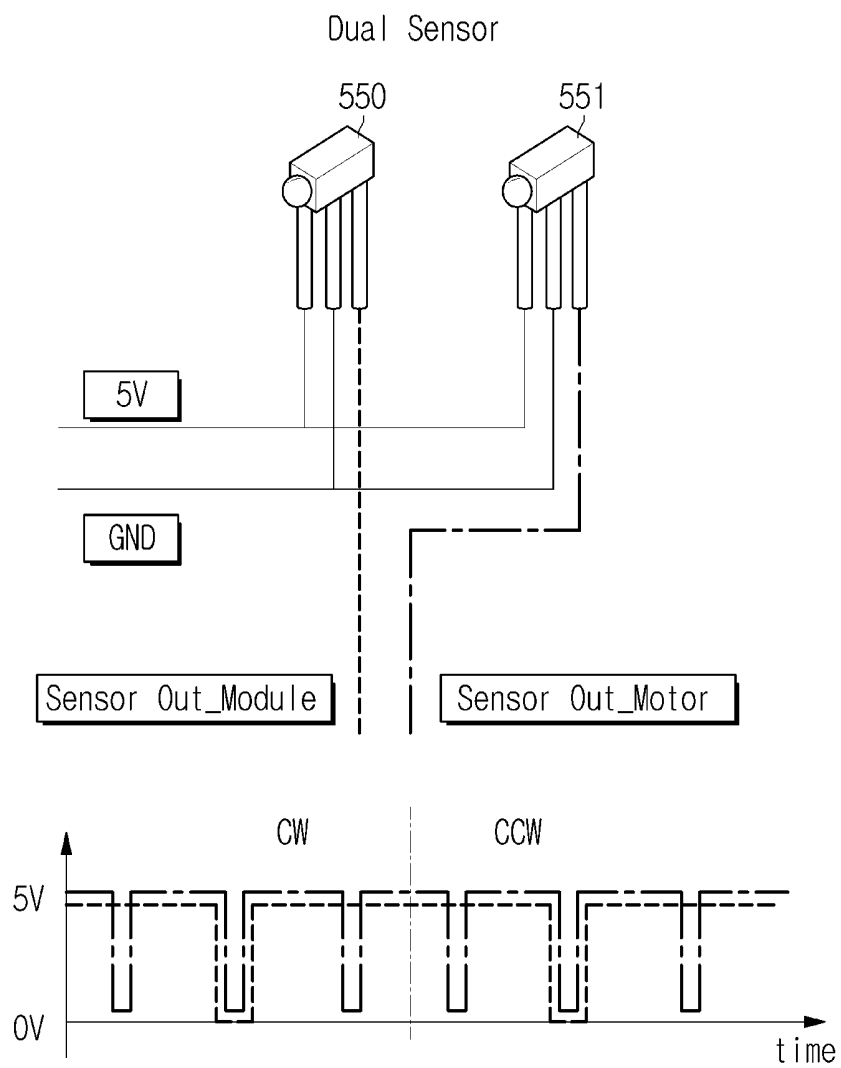 Dual Sensor
550
551
5V
GND
Sensor Out_Module
Sensor Out_Motor
CW
CCW
5V
0V
time